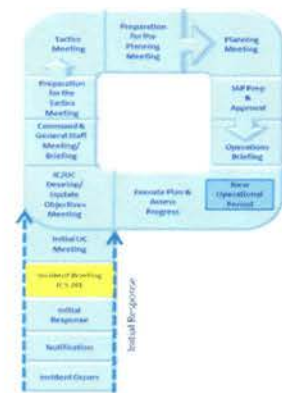 Tactics
Meeting
Preparation
for the
Planning
Meeting
Planning
Meeting
Preparation
for the
Tactics
Meeting
IAP Prep
&
Approval
Command &
General Staff
Meeting/
Briefing
Operations
Briefing
IC/UC
Develop/
Update
Objectives
Meeting
Execute Plan &
Assess
Progress
New
Operational
Period
Initial UC
Meeting
Incident Briefing
ICS 201
Initial
Response
Notification
Incident Occurs
Initial Response